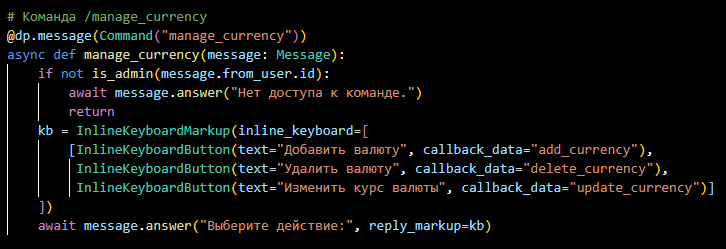 # Команда /manage_currency
@dp.message(Command("manage_currency"))
async def manage_currency(message: Message):
    if not is_admin(message.from_user.id):
        await message.answer("Нет доступа к команде.")
        return
    kb = InlineKeyboardMarkup(inline_keyboard=[
        [InlineKeyboardButton(text="Добавить валюту", callback_data="add_currency"),
         InlineKeyboardButton(text="Удалить валюту", callback_data="delete_currency"),
         InlineKeyboardButton(text="Изменить курс валюты", callback_data="update_currency")]
    ])
    await message.answer("Выберите действие:", reply_markup=kb)